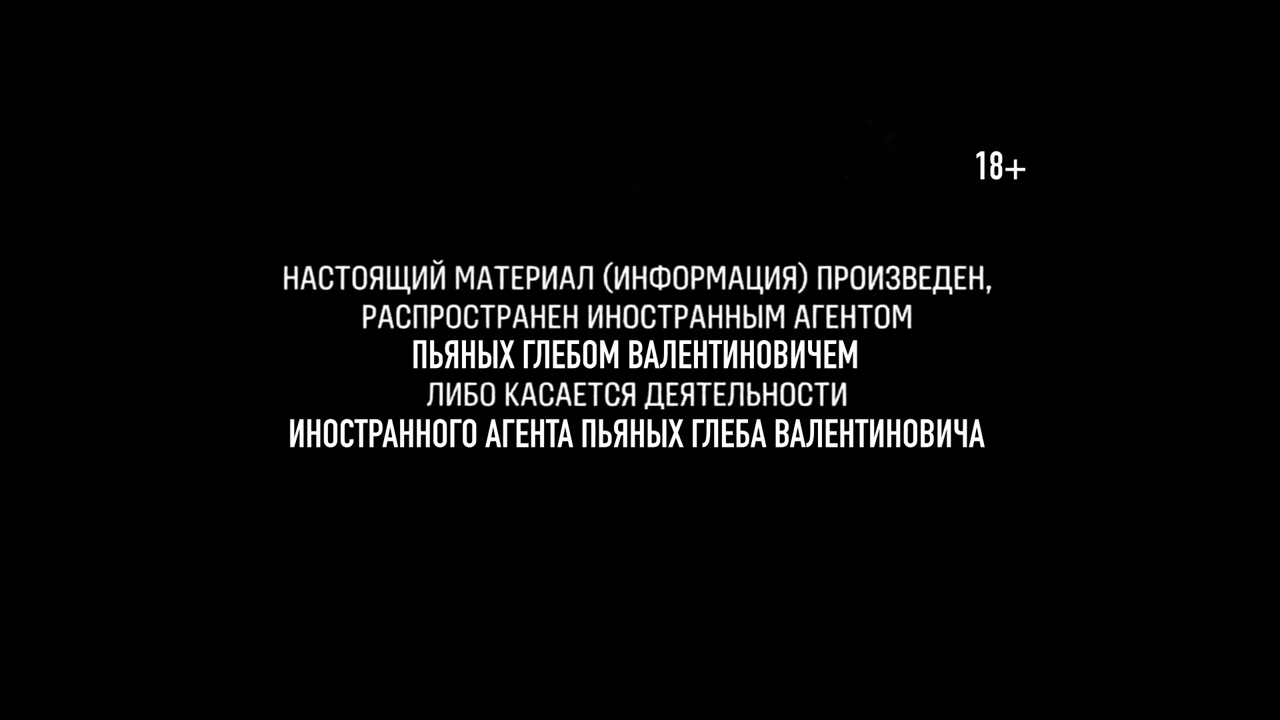 18+
НАСТОЯЩИЙ МАТЕРИАЛ (ИНФОРМАЦИЯ) ПРОИЗВЕДЕН,
РАСПРОСТРАНЕН ИНОСТРАННЫМ АГЕНТОМ
ПЬЯНЫХ ГЛЕБОМ ВАЛЕНТИНОВИЧЕМ
ЛИБО КАСАЕТСЯ ДЕЯТЕЛЬНОСТИ
ИНОСТРАННОГО АГЕНТА ПЬЯНЫХ ГЛЕБА ВАЛЕНТИНОВИЧА